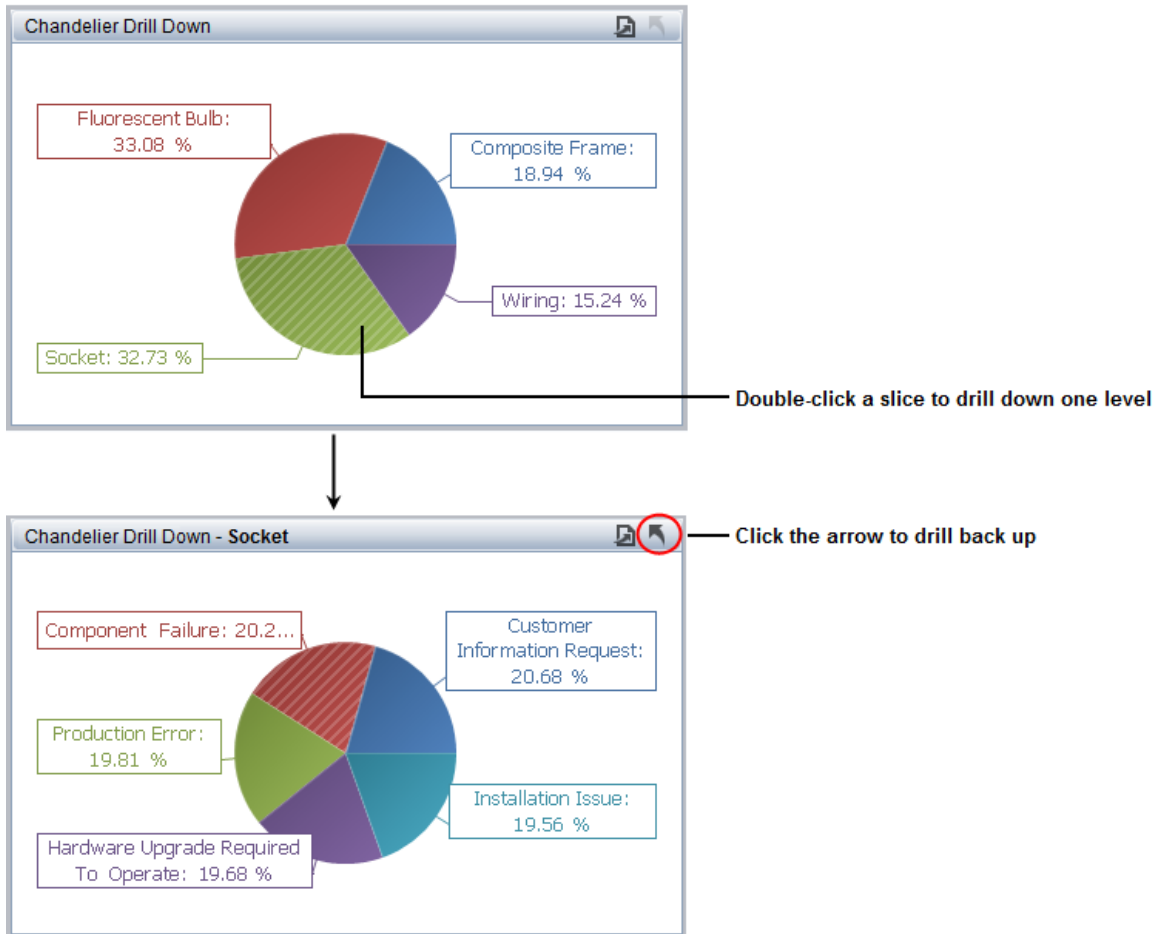 Chandelier Drill Down
Fluorescent Bulb:
33.08 %
Composite Frame:
18.94 %
Wiring: 15.24 %
Socket: 32.73 %
Double-click a slice to drill down one level
Chandelier Drill Down - Socket
Click the arrow to drill back up
Component Failure: 20.2...
Customer
Information Request:
20.68 %
Production Error:
19.81 %
Installation Issue:
19.56 %
Hardware Upgrade Required
To Operate: 19.68 %